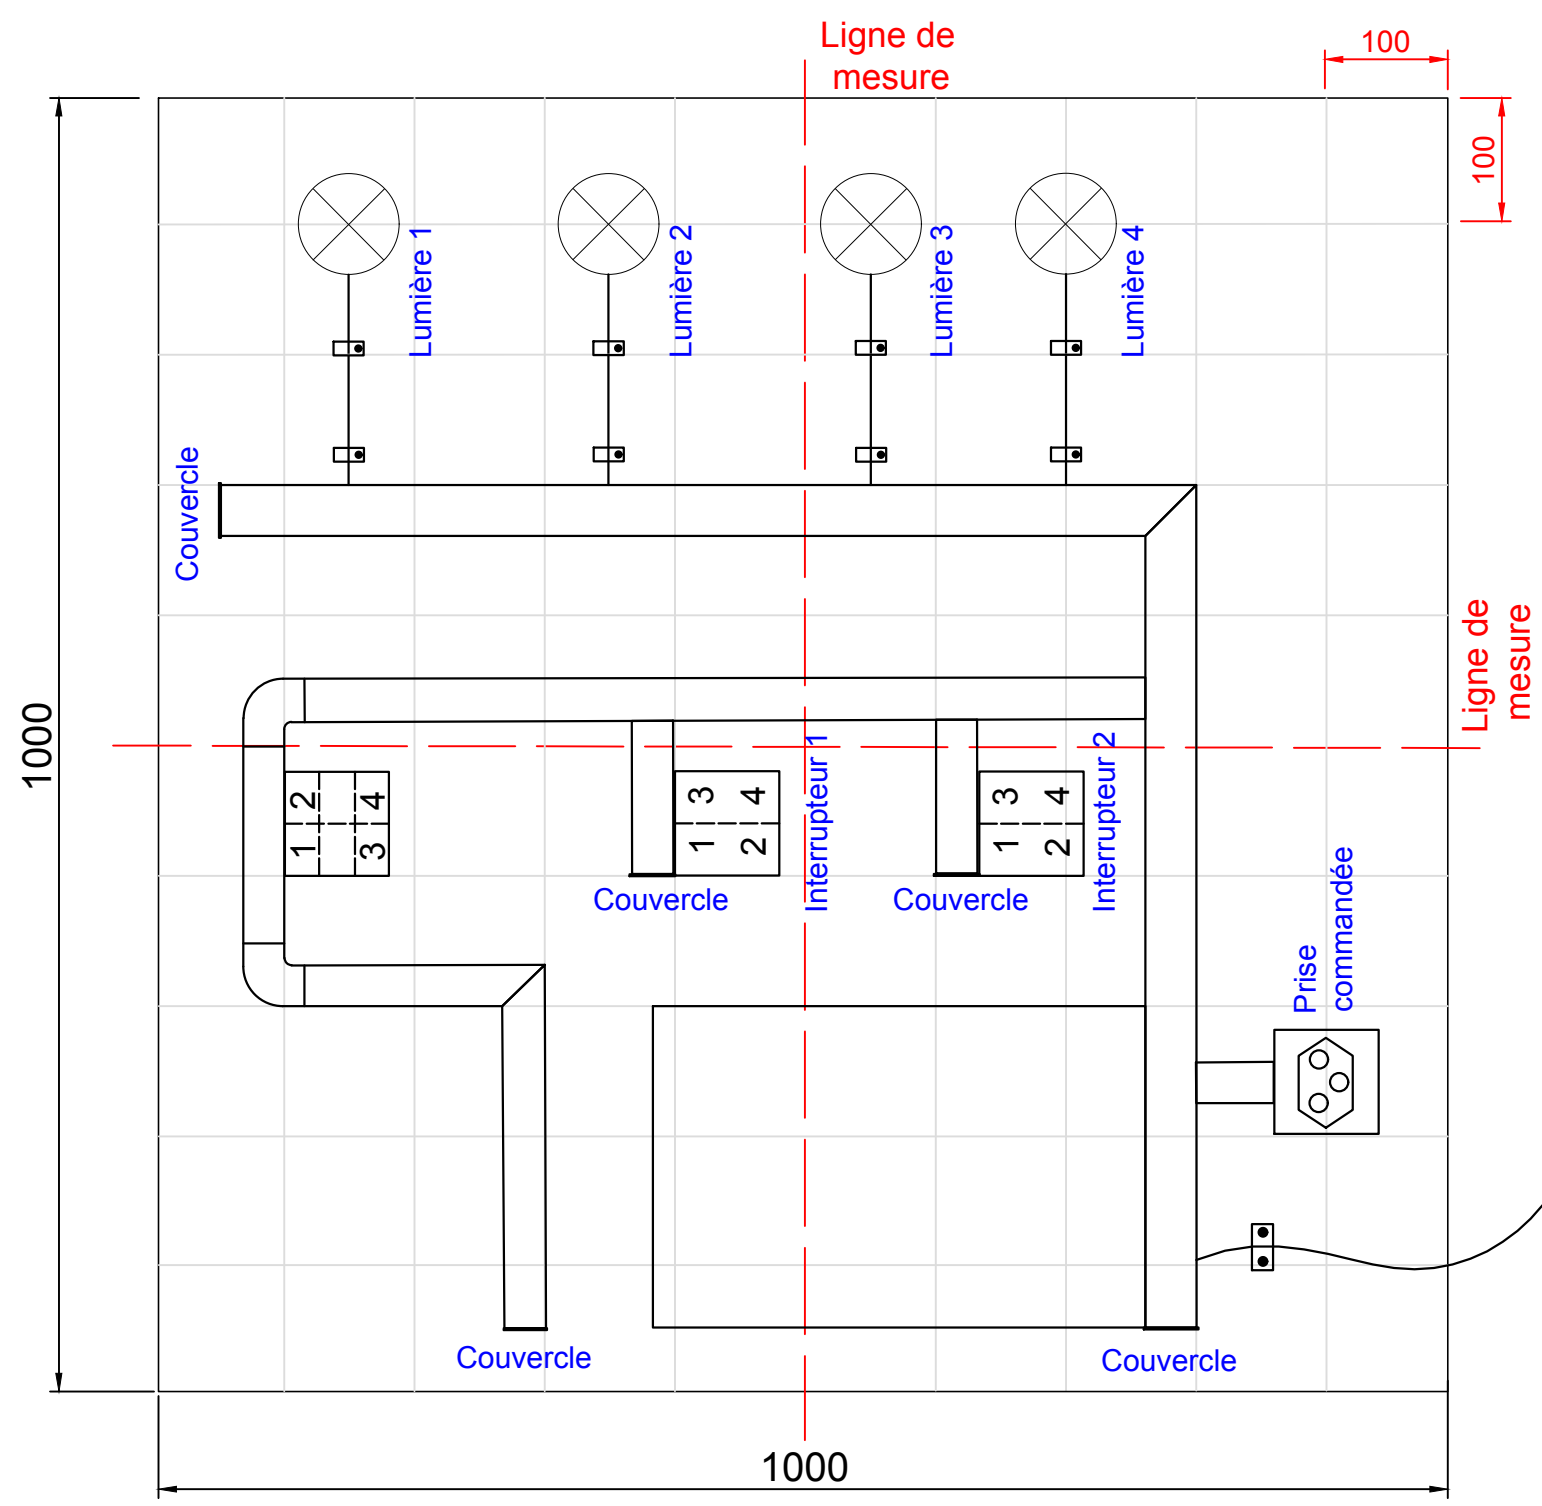 Ligne de
mesure
100
100
Lumière 1
Lumière 2
Lumière 3
Lumière 4
Couvercle
Ligne de
mesure
1000
2 4
1 3
3 4
1 2
Interrupteur 1
3 4
1 2
Interrupteur 2
Couvercle
Couvercle
Prise
commandée
Couvercle
Couvercle
1000